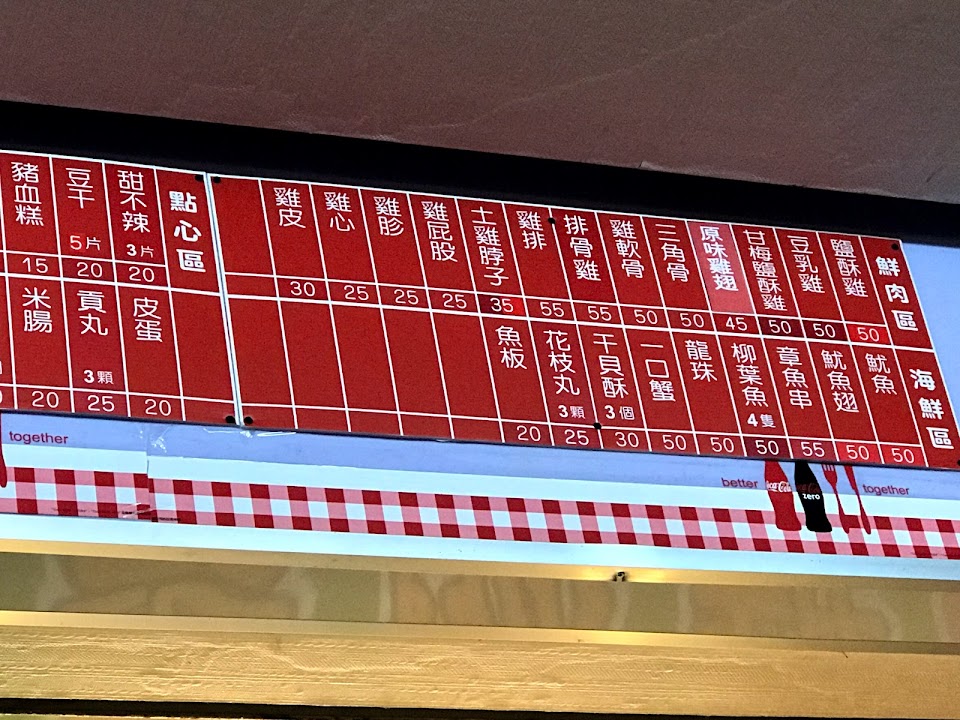 鮮肉區
鹽酥雞 50
豆乳雞 50
甘梅鹽酥雞 50
原味雞翅 45
三角骨 50
雞軟骨 50
排骨雞 55
雞排 55
土雞脖子 35
雞屁股 25
雞胗 25
雞心 25
雞皮 30
海鮮區
魷魚 50
魷魚翅 50
章魚串 55
柳葉魚 4隻 50
龍珠 50
一口蟹 50
干貝酥 3個 30
花枝丸 3顆 25
魚板 20
點心區
甜不辣 3片 20
豆干 5片 20
豬血糕 15
皮蛋 20
貢丸 3顆 25
米腸 20
together
better
Coca-Cola
zero
together